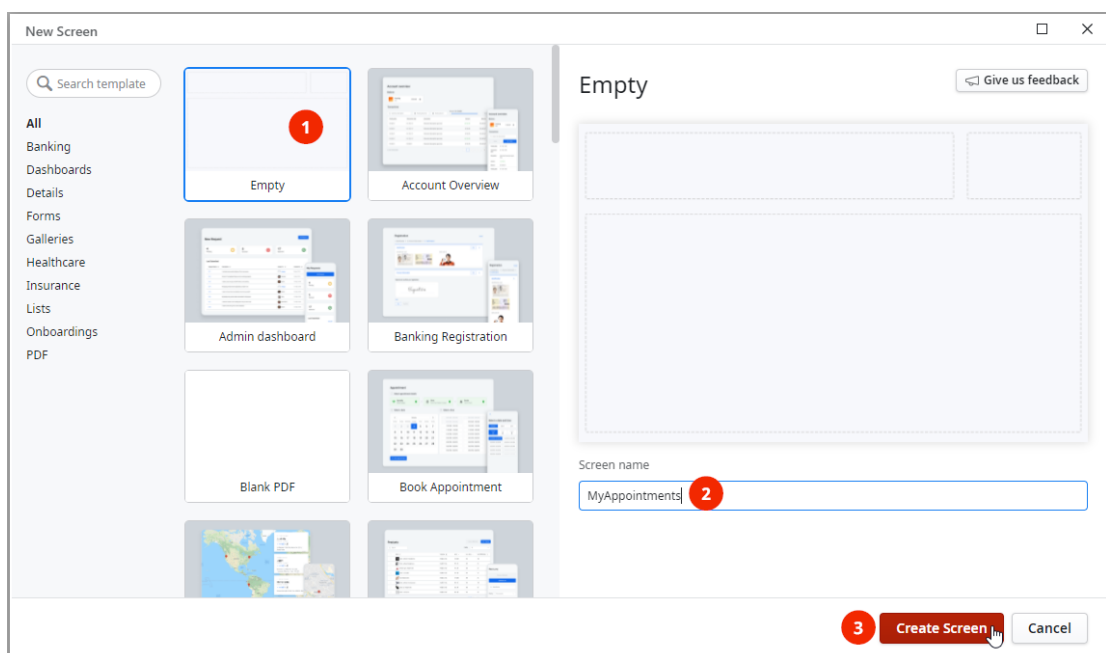 New Screen
Search template
All
Banking
Dashboards
Details
Forms
Galleries
Healthcare
Insurance
Lists
Onboardings
PDF
1
Empty
Account Overview
Admin dashboard
Banking Registration
Blank PDF
Book Appointment
Empty
Give us feedback
Screen name
MyAppointments
2
3
Create Screen
Cancel